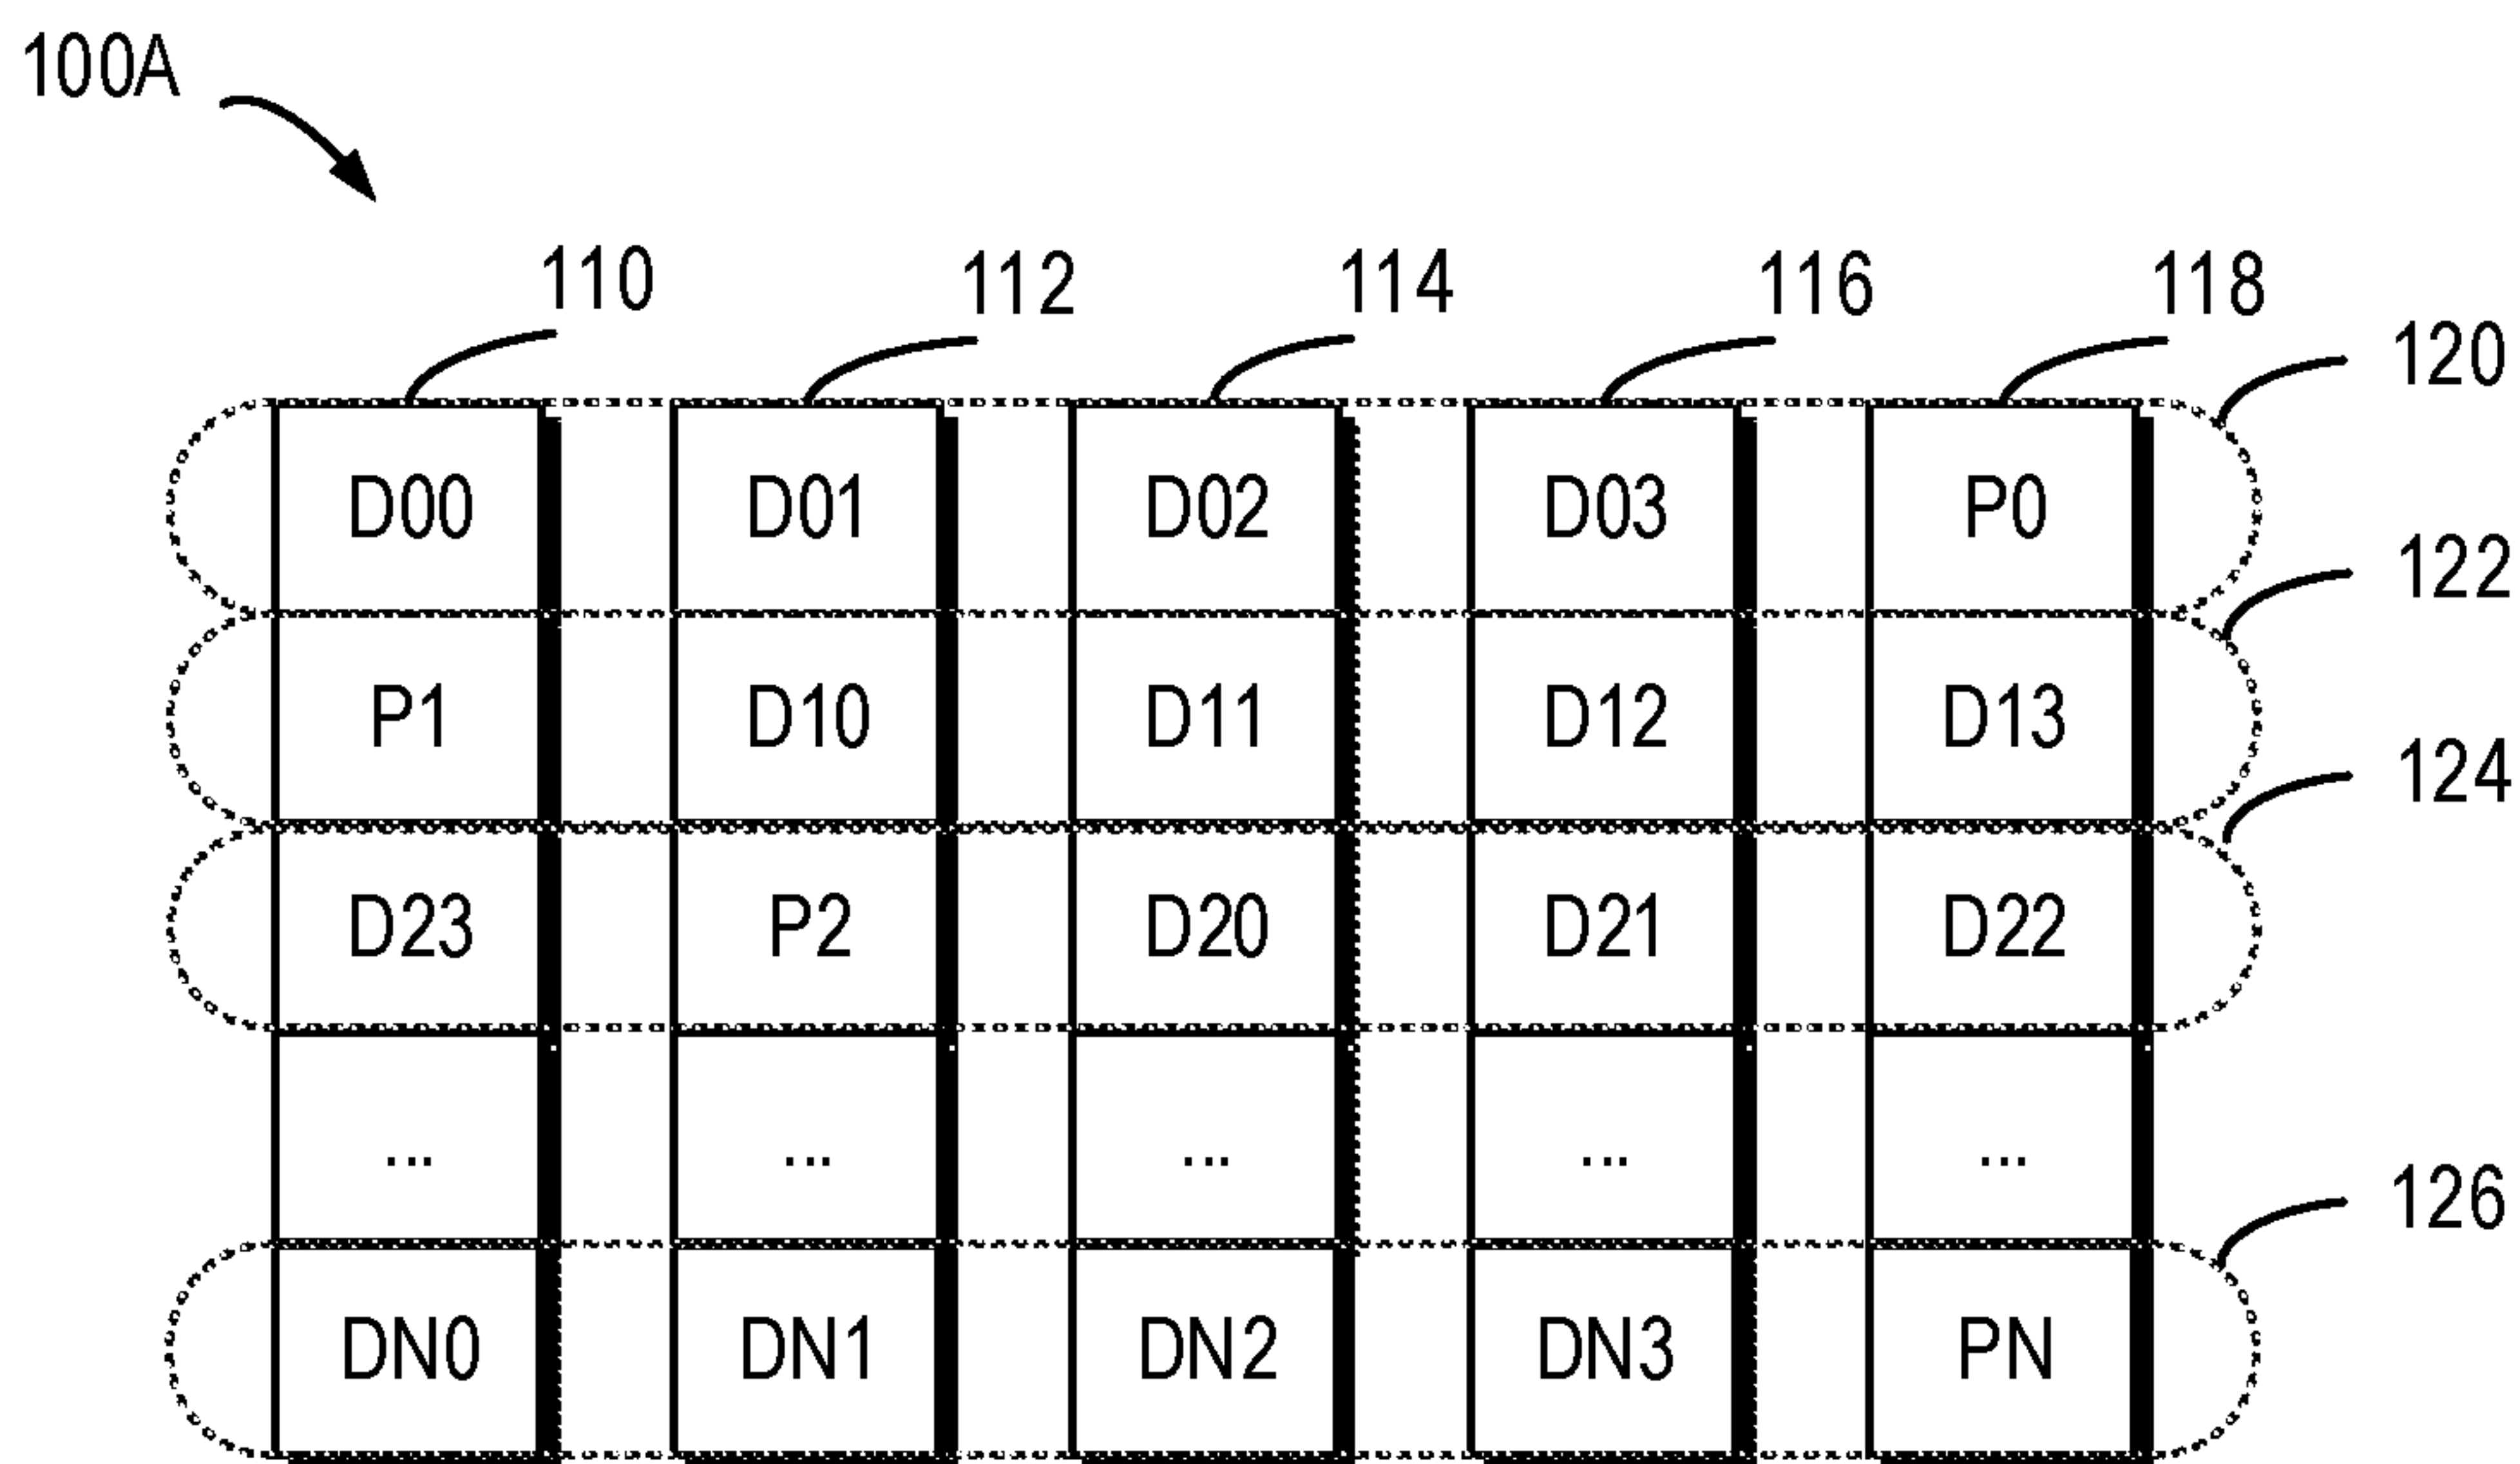 100A
110 112 114 116 118
120
D00 D01 D02 D03 P0
122
P1 D10 D11 D12 D13
124
D23 P2 D20 D21 D22
... ... ... ... ...
126
DN0 DN1 DN2 DN3 PN